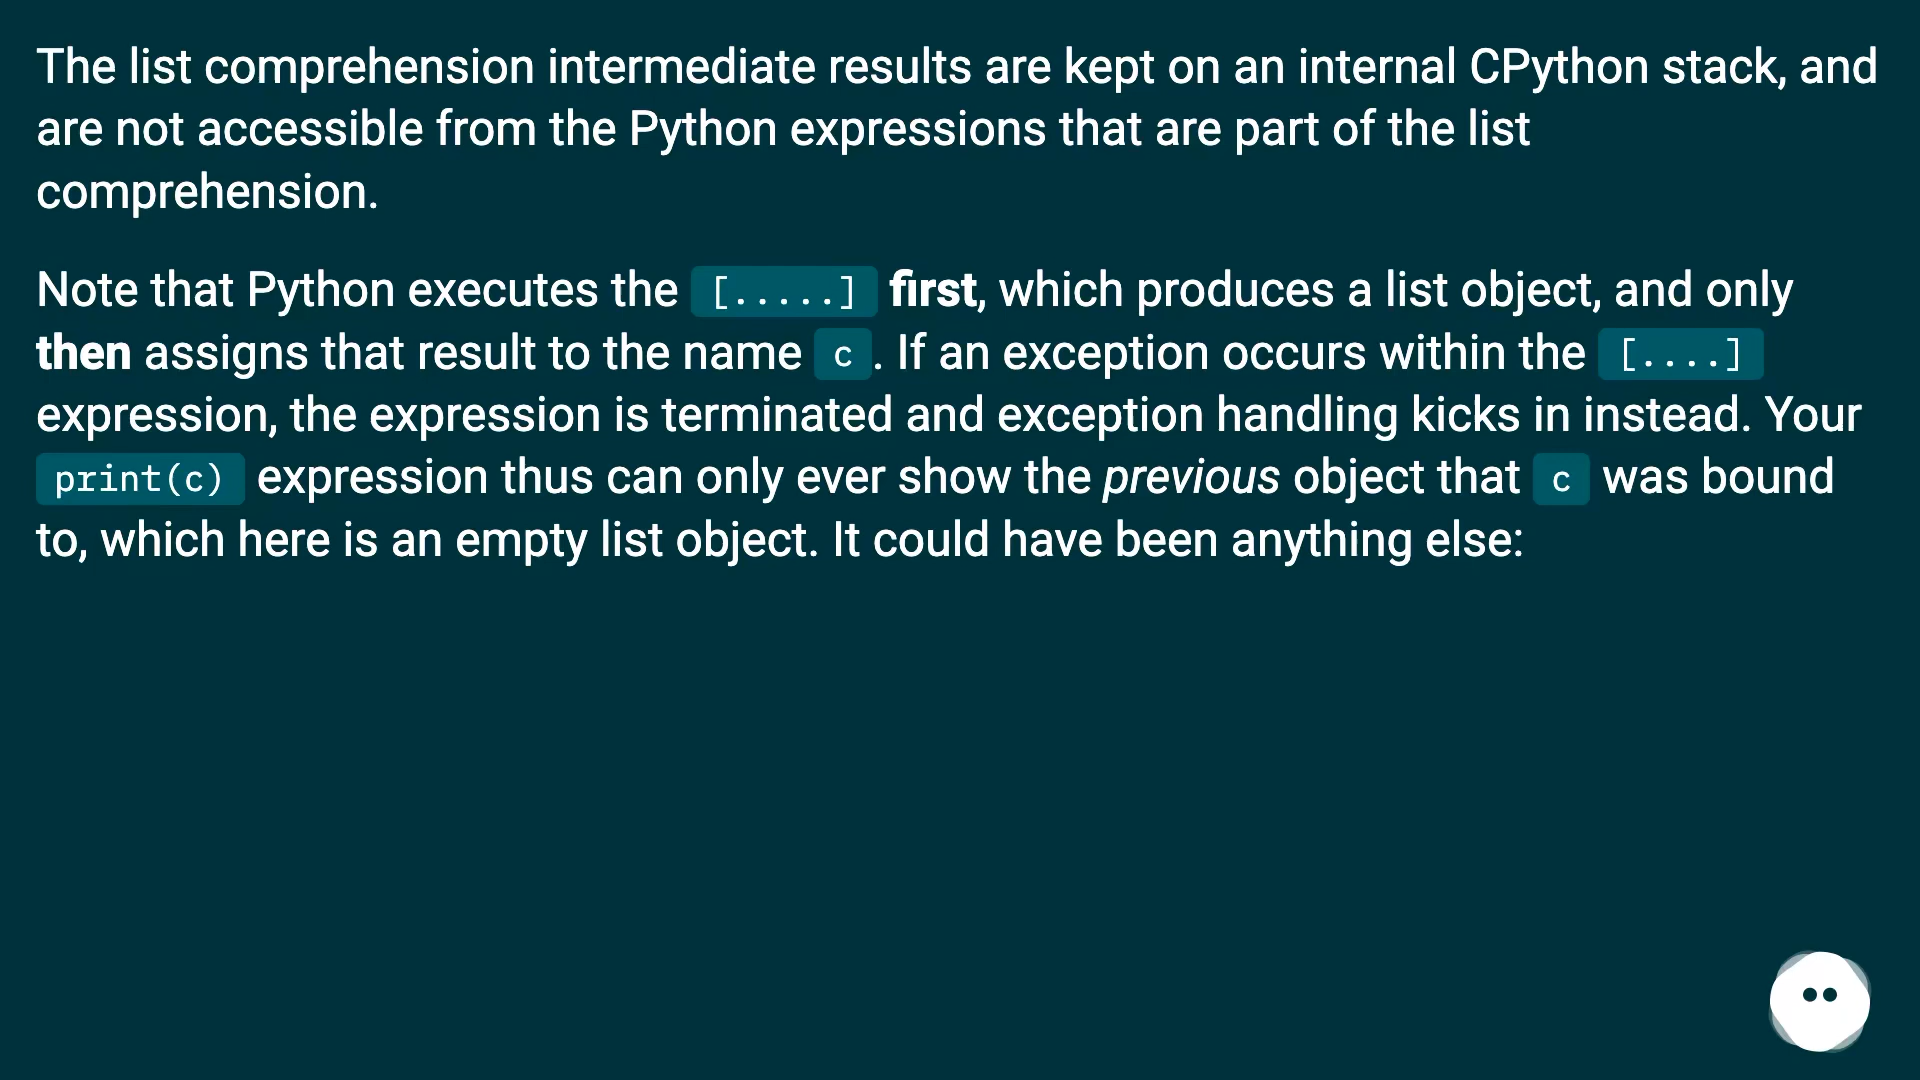 The list comprehension intermediate results are kept on an internal CPython stack, and
are not accessible from the Python expressions that are part of the list
comprehension.
Note that Python executes the [.....] first, which produces a list object, and only
then assigns that result to the name c. If an exception occurs within the [....]
expression, the expression is terminated and exception handling kicks in instead. Your
print(c) expression thus can only ever show the previous object that c was bound
to, which here is an empty list object. It could have been anything else: